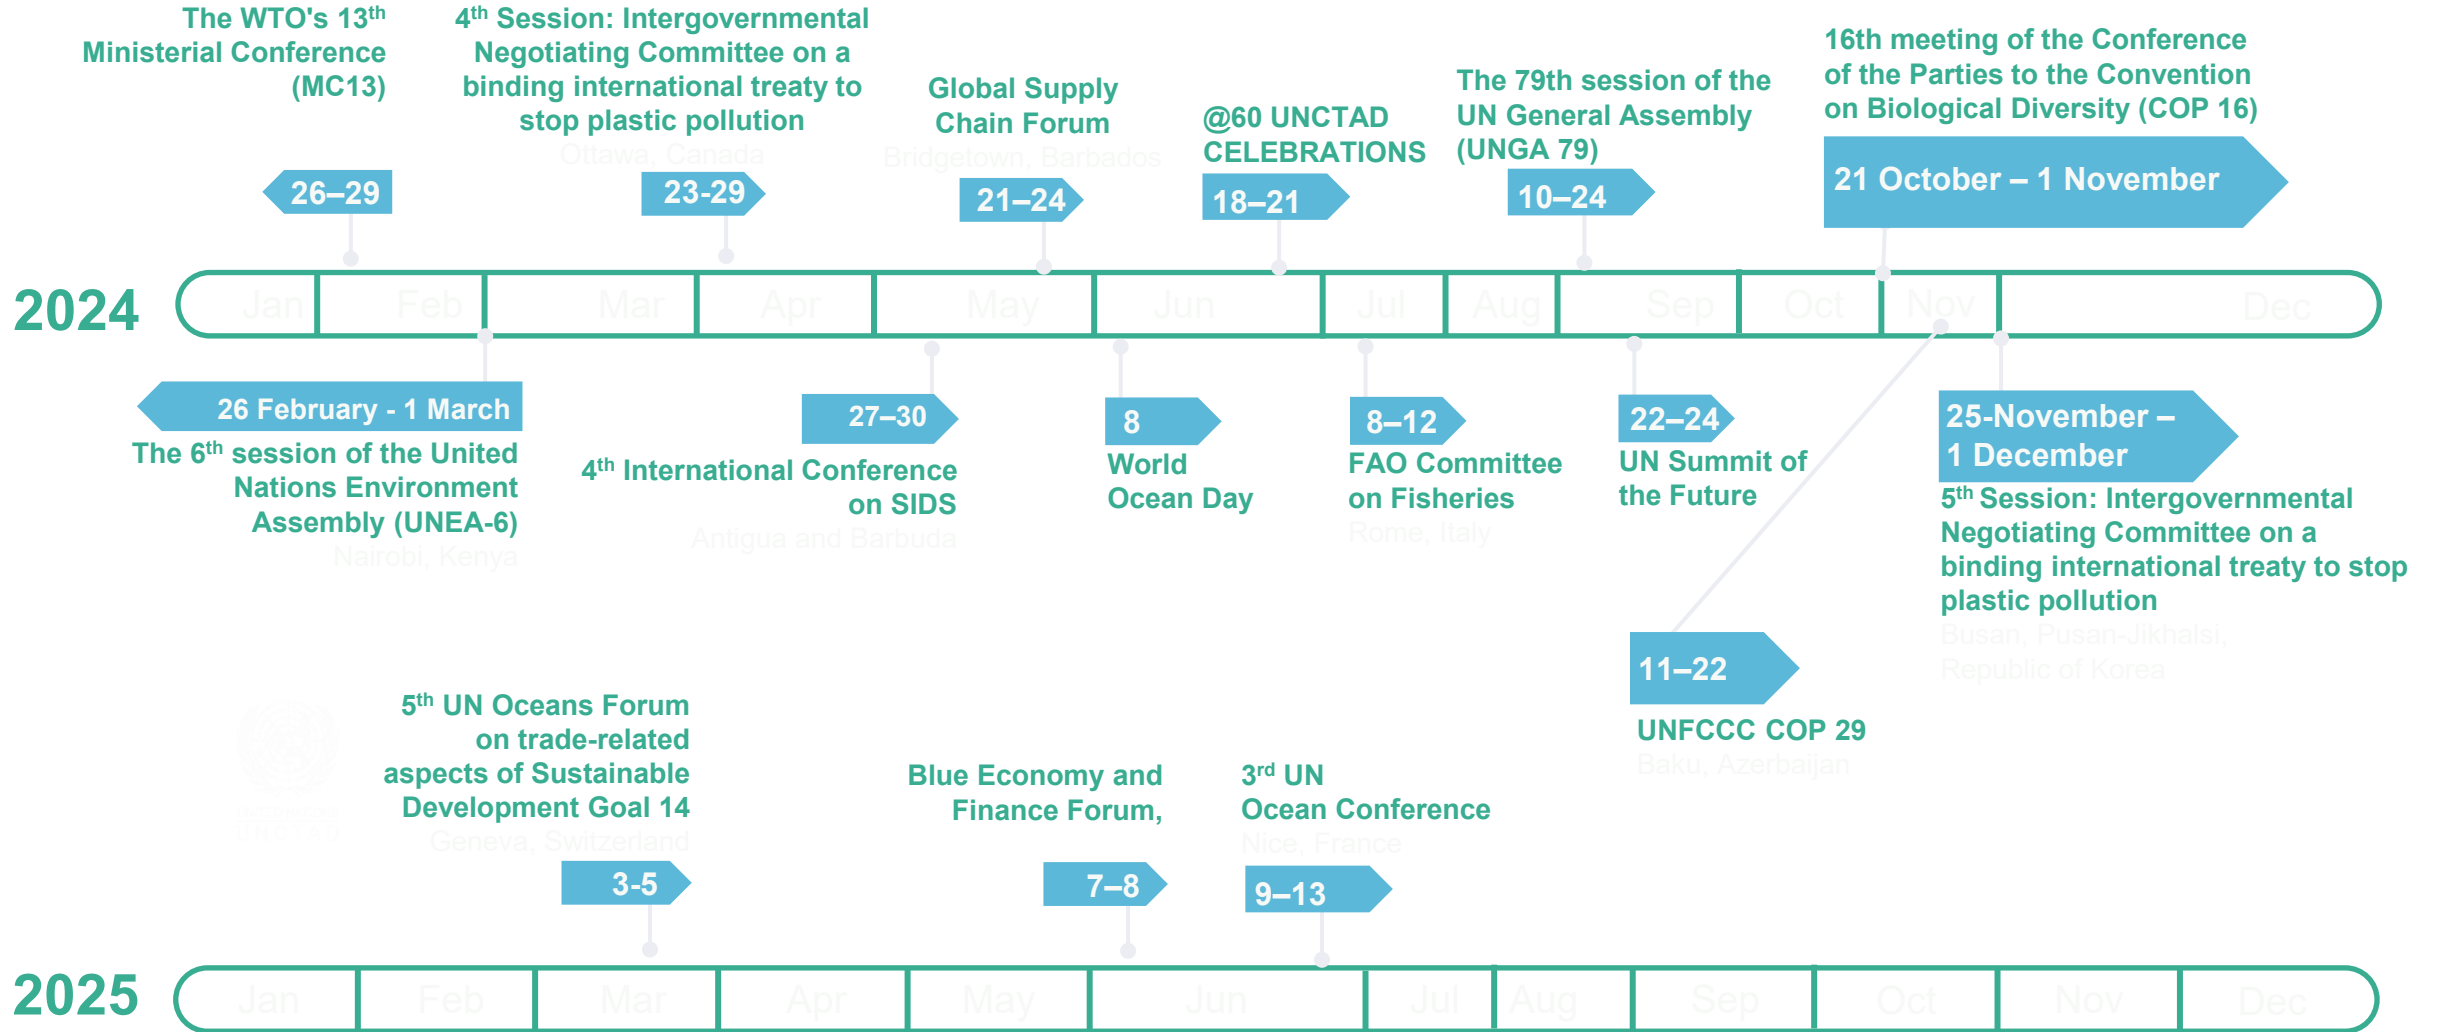 The WTO's 13th
Ministerial Conference
(MC13)
26–29
4th Session: Intergovernmental
Negotiating Committee on a
binding international treaty to
stop plastic pollution
Ottawa, Canada
23-29
Global Supply
Chain Forum
Bridgetown, Barbados
21–24
@60 UNCTAD
CELEBRATIONS
18–21
The 79th session of the
UN General Assembly
(UNGA 79)
10–24
16th meeting of the Conference
of the Parties to the Convention
on Biological Diversity (COP 16)
21 October – 1 November
2024
Jan Feb Mar Apr May Jun Jul Aug Sep Oct Nov Dec
26 February - 1 March
The 6th session of the United
Nations Environment
Assembly (UNEA-6)
Nairobi, Kenya
27–30
4th International Conference
on SIDS
Antigua and Barbuda
8
World
Ocean Day
8–12
FAO Committee
on Fisheries
Rome, Italy
22–24
UN Summit of
the Future
11–22
UNFCCC COP 29
Baku, Azerbaijan
25-November –
1 December
5th Session: Intergovernmental
Negotiating Committee on a
binding international treaty to stop
plastic pollution
Busan, Pusan-Jikhalsi,
Republic of Korea
5th UN Oceans Forum
on trade-related
aspects of Sustainable
Development Goal 14
Geneva, Switzerland
3-5
Blue Economy and
Finance Forum,
7–8
3rd UN
Ocean Conference
Nice, France
9–13
2025
Jan Feb Mar Apr May Jun Jul Aug Sep Oct Nov Dec